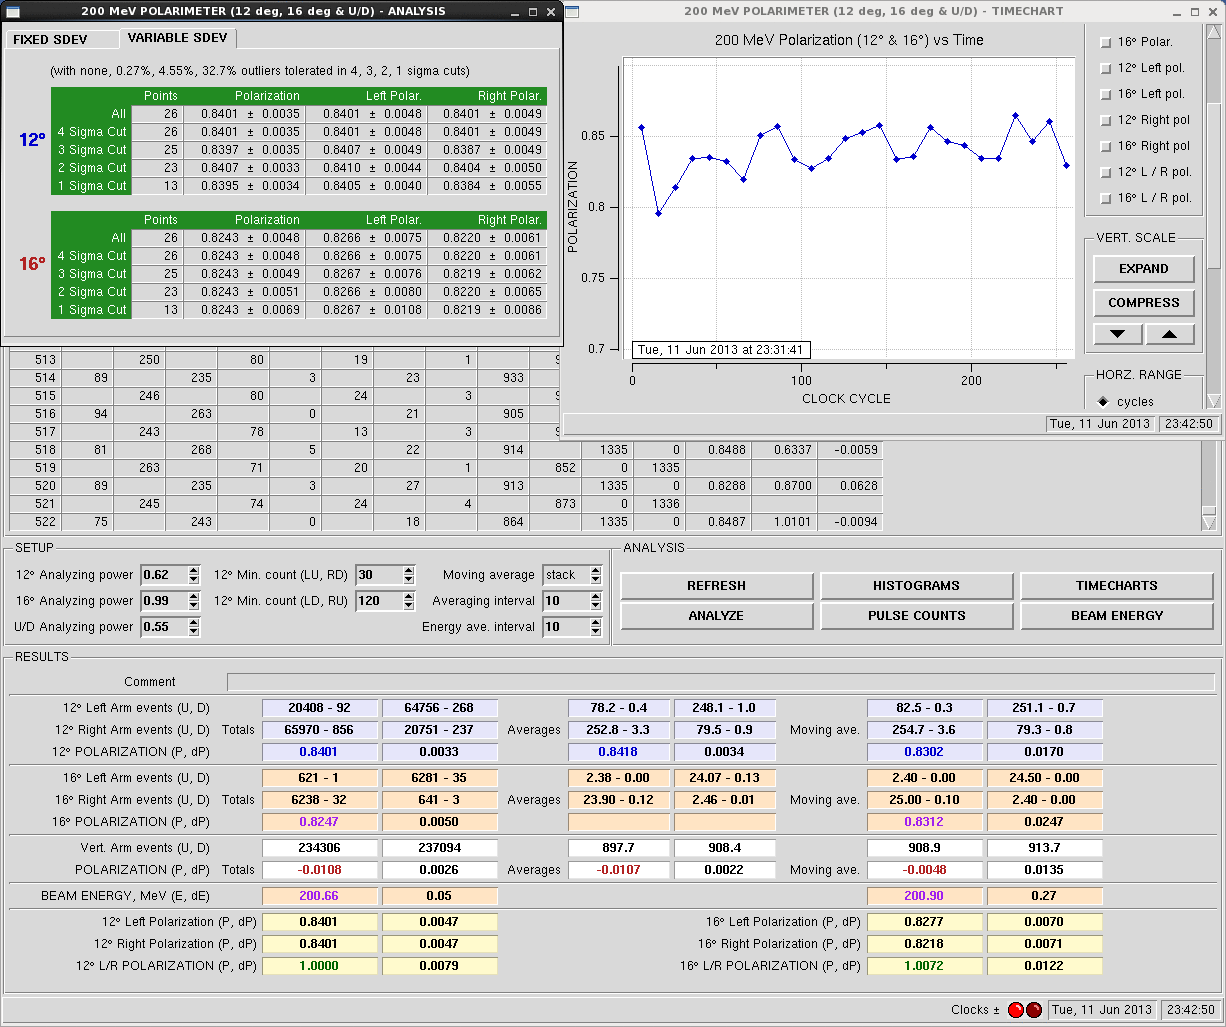 200 MeV POLARIMETER (12 deg, 16 deg & U/D) - ANALYSIS
FIXED SDEV VARIABLE SDEV
(with none, 0.27%, 4.55%, 32.7% outliers tolerated in 4, 3, 2, 1 sigma cuts)
Points Polarization Left Polar. Right Polar.
12°
All 26 0.8401 ± 0.0035 0.8401 ± 0.0048 0.8401 ± 0.0049
4 Sigma Cut 26 0.8401 ± 0.0035 0.8401 ± 0.0048 0.8401 ± 0.0049
3 Sigma Cut 25 0.8397 ± 0.0035 0.8407 ± 0.0049 0.8387 ± 0.0049
2 Sigma Cut 23 0.8407 ± 0.0033 0.8410 ± 0.0044 0.8404 ± 0.0050
1 Sigma Cut 13 0.8395 ± 0.0034 0.8405 ± 0.0040 0.8384 ± 0.0055
Points Polarization Left Polar. Right Polar.
16°
All 26 0.8243 ± 0.0048 0.8266 ± 0.0075 0.8220 ± 0.0061
4 Sigma Cut 26 0.8243 ± 0.0048 0.8266 ± 0.0075 0.8220 ± 0.0061
3 Sigma Cut 25 0.8243 ± 0.0049 0.8267 ± 0.0076 0.8219 ± 0.0062
2 Sigma Cut 23 0.8243 ± 0.0051 0.8266 ± 0.0080 0.8220 ± 0.0065
1 Sigma Cut 13 0.8243 ± 0.0069 0.8267 ± 0.0108 0.8219 ± 0.0086
200 MeV POLARIMETER (12 deg, 16 deg & U/D) - TIMECHART
200 MeV Polarization (12° & 16°) vs Time
POLARIZATION
0.85
0.8
0.75
0.7
Tue, 11 Jun 2013 at 23:31:41
0 100 200
CLOCK CYCLE
16° Polar.
12° Left pol.
16° Left pol.
12° Right pol
16° Right pol
12° L / R pol.
16° L / R pol.
VERT. SCALE
EXPAND
COMPRESS
HORZ. RANGE
cycles
Tue, 11 Jun 2013 23:42:50
513 250 80 19 1
514 89 235 3 23 933
515 246 80 24 3
516 94 263 0 21 905
517 243 78 13 3
518 81 268 5 22 914 1335 0 0.8488 0.6337 -0.0059
519 263 71 20 1 852 0 1335
520 89 235 3 27 913 1335 0 0.8288 0.8700 0.0628
521 245 74 24 4 873 0 1336
522 75 243 0 18 864 1335 0 0.8487 1.0101 -0.0094
SETUP
12° Analyzing power 0.62 12° Min. count (LU, RD) 30 Moving average stack
16° Analyzing power 0.99 12° Min. count (LD, RU) 120 Averaging interval 10
U/D Analyzing power 0.55 Energy ave. interval 10
ANALYSIS
REFRESH HISTOGRAMS TIMECHARTS
ANALYZE PULSE COUNTS BEAM ENERGY
RESULTS
Comment
12° Left Arm events (U, D) 20408 - 92 64756 - 268 78.2 - 0.4 248.1 - 1.0 82.5 - 0.3 251.1 - 0.7
12° Right Arm events (U, D) Totals 65970 - 856 20751 - 237 Averages 252.8 - 3.3 79.5 - 0.9 Moving ave. 254.7 - 3.6 79.3 - 0.8
12° POLARIZATION (P, dP) 0.8401 0.0033 0.8418 0.0034 0.8302 0.0170
16° Left Arm events (U, D) 621 - 1 6281 - 35 2.38 - 0.00 24.07 - 0.13 2.40 - 0.00 24.50 - 0.00
16° Right Arm events (U, D) Totals 6238 - 32 641 - 3 Averages 23.90 - 0.12 2.46 - 0.01 Moving ave. 25.00 - 0.10 2.40 - 0.00
16° POLARIZATION (P, dP) 0.8247 0.0050 0.8312 0.0247
Vert. Arm events (U, D) 234306 237094 897.7 908.4 908.9 913.7
POLARIZATION (P, dP) Totals -0.0108 0.0026 Averages -0.0107 0.0022 Moving ave. -0.0048 0.0135
BEAM ENERGY, MeV (E, dE) 200.66 0.05 200.90 0.27
12° Left Polarization (P, dP) 0.8401 0.0047 16° Left Polarization (P, dP) 0.8277 0.0070
12° Right Polarization (P, dP) 0.8401 0.0047 16° Right Polarization (P, dP) 0.8218 0.0071
12° L/R POLARIZATION (P, dP) 1.0000 0.0079 16° L/R POLARIZATION (P, dP) 1.0072 0.0122
Clocks ± Tue, 11 Jun 2013 23:42:50